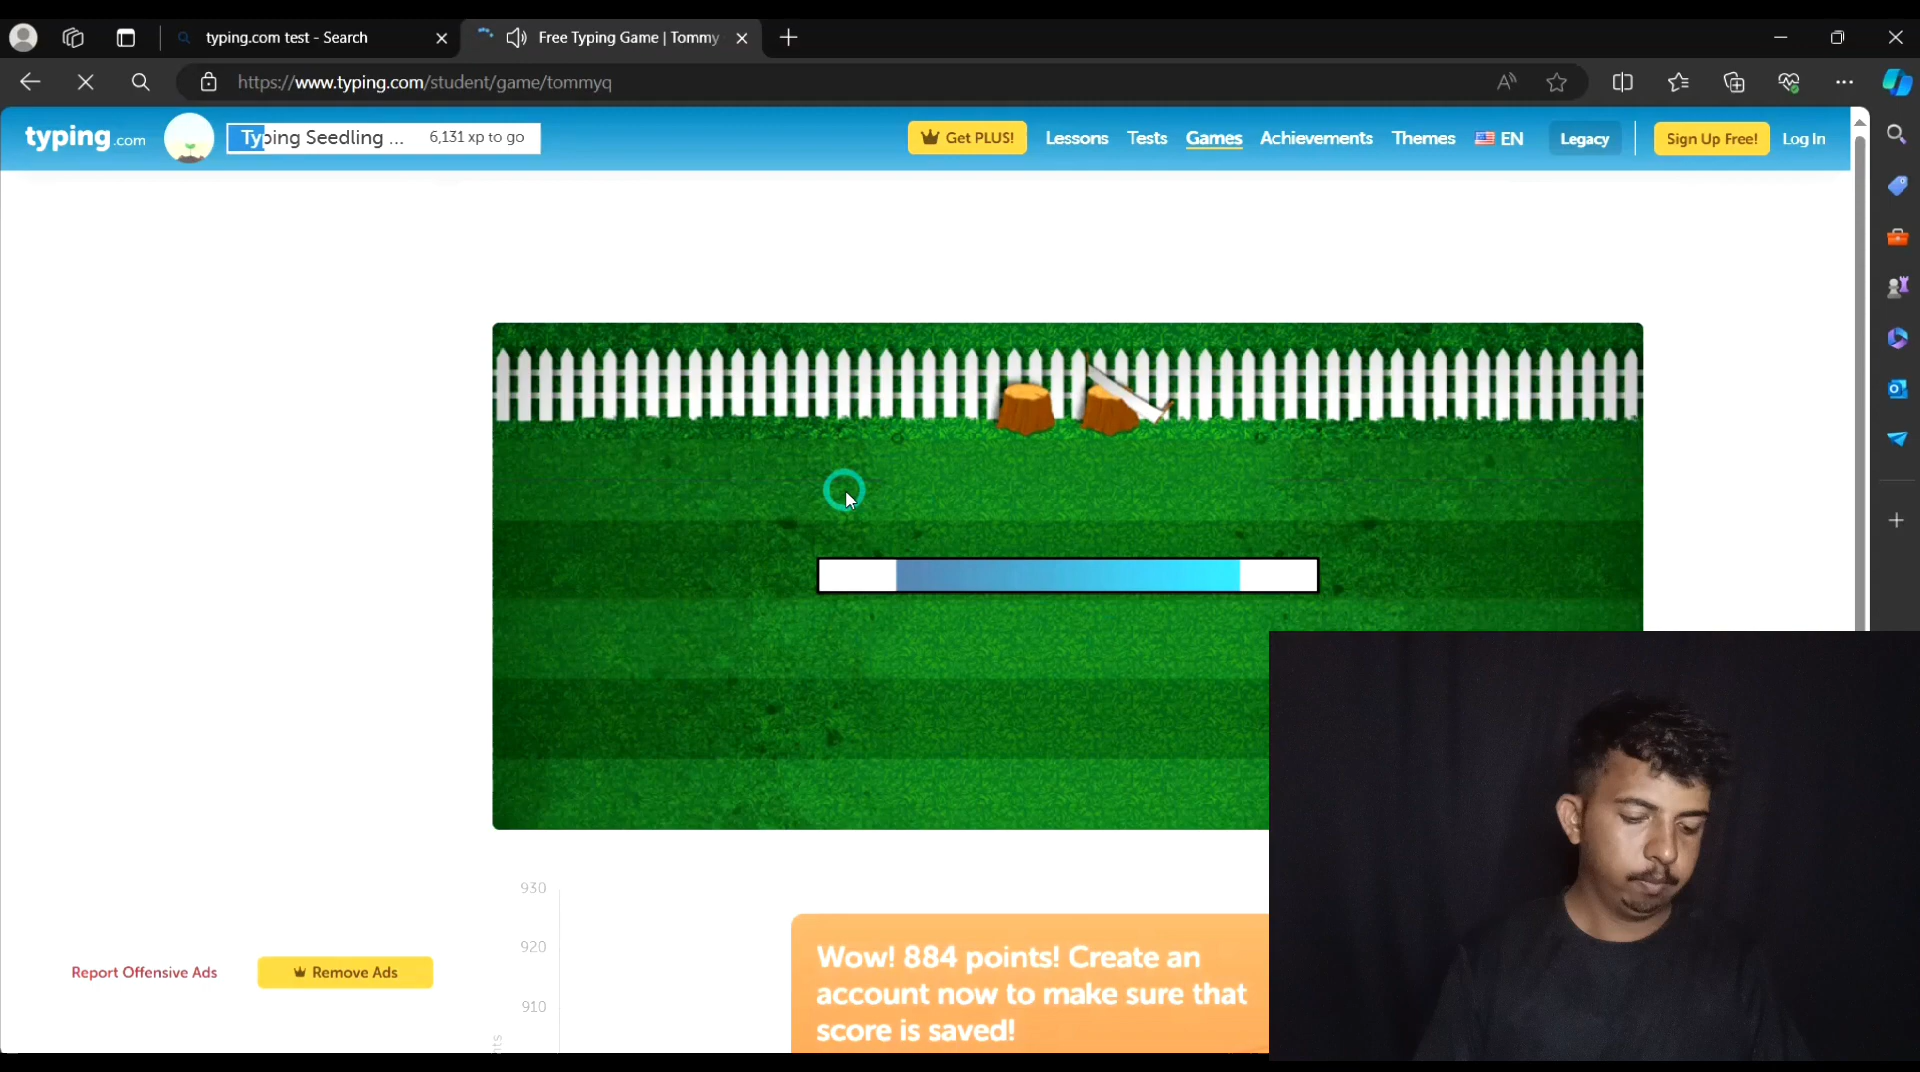 typing.com test - Search
Free Typing Game | Tommy
https://www.typing.com/student/game/tommyq
typing.com
Typing Seedling ...
6,131 xp to go
Get PLUS!
Lessons
Tests
Games
Achievements
Themes
EN
Legacy
Sign Up Free!
Log In
930
920
910
nts
Report Offensive Ads
Remove Ads
Wow! 884 points! Create an
account now to make sure that
score is saved!